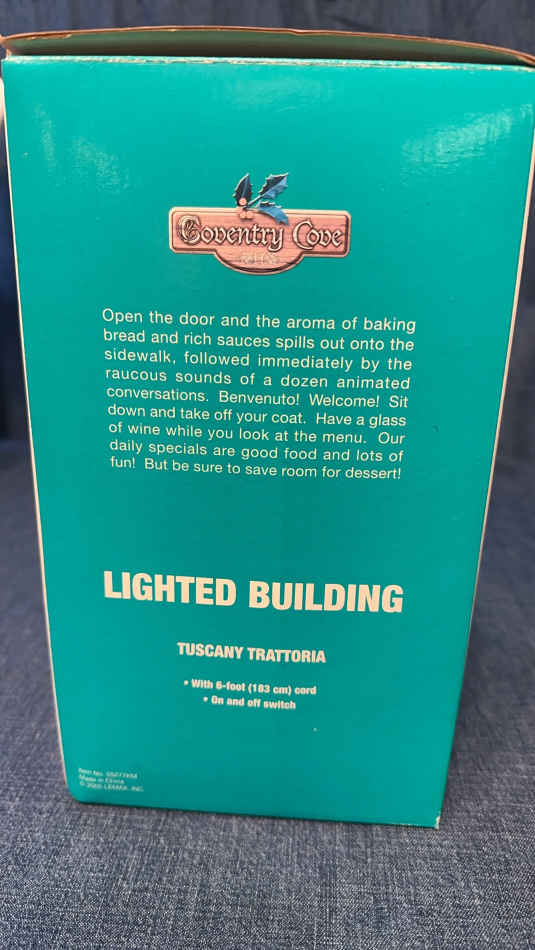 Coventry Cove
Open the door and the aroma of baking
bread and rich sauces spills out onto the
sidewalk, followed immediately by the
raucous sounds of a dozen animated
conversations. Benvenuto! Welcome! Sit
down and take off your coat. Have a glass
of wine while you look at the menu. Our
daily specials are good food and lots of
fun! But be sure to save room for dessert!
LIGHTED BUILDING
TUSCANY TRATTORIA
• With 6-foot (183 cm) cord
• On and off switch
Item No.
Made in China
LEMAX, INC.